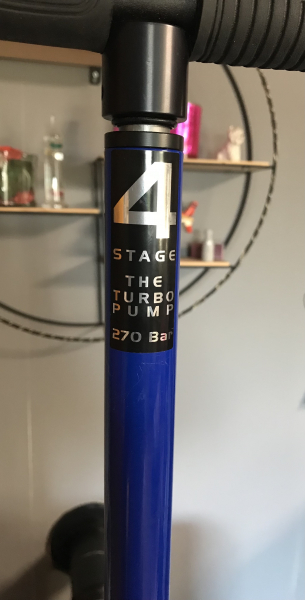 4
STAGE
THE
TURBO
PUMP
270 Bar